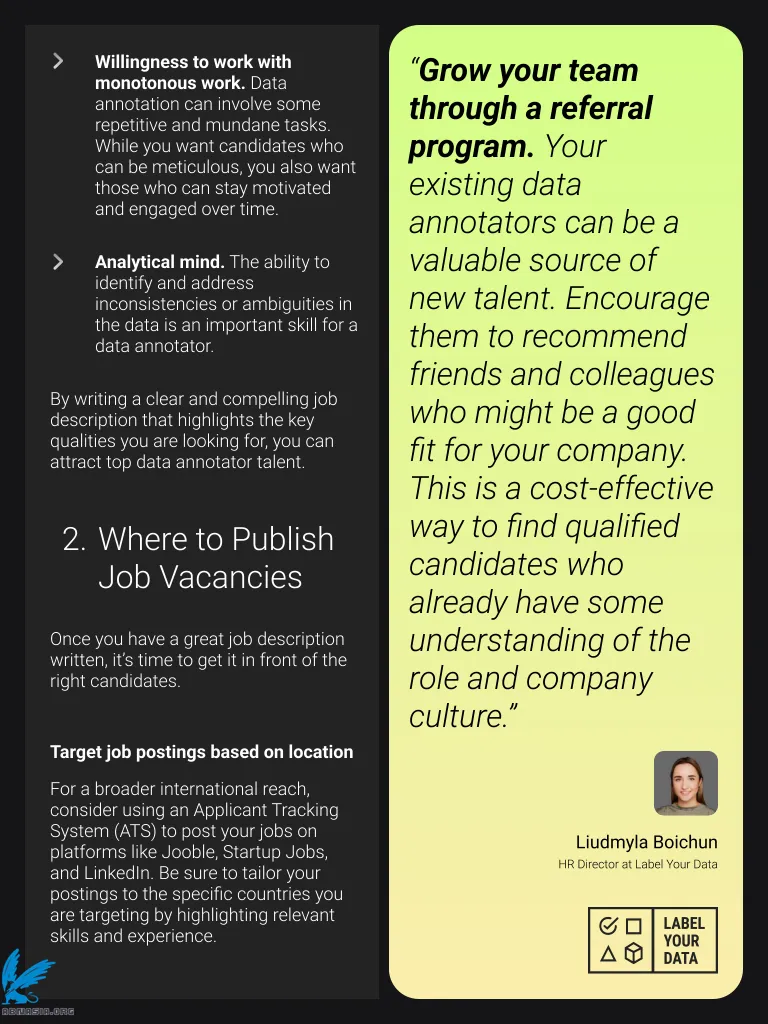 Willingness to work with
monotonous work. Data
annotation can involve some
repetitive and mundane tasks.
While you want candidates who
can be meticulous, you also want
those who can stay motivated
and engaged over time.
Analytical mind. The ability to
identify and address
inconsistencies or ambiguities in
the data is an important skill for a
data annotator.
By writing a clear and compelling job
description that highlights the key
qualities you are looking for, you can
attract top data annotator talent.
2. Where to Publish
Job Vacancies
Once you have a great job description
written, it’s time to get it in front of the
right candidates.
Target job postings based on location
For a broader international reach,
consider using an Applicant Tracking
System (ATS) to post your jobs on
platforms like Jooble, Startup Jobs,
and LinkedIn. Be sure to tailor your
postings to the specific countries you
are targeting by highlighting relevant
skills and experience.
“Grow your team
through a referral
program. Your
existing data
annotators can be a
valuable source of
new talent. Encourage
them to recommend
friends and colleagues
who might be a good
fit for your company.
This is a cost-effective
way to find qualified
candidates who
already have some
understanding of the
role and company
culture.”
Liudmyla Boichun
HR Director at Label Your Data
LABEL
YOUR
DATA
ABNASIA.ORG